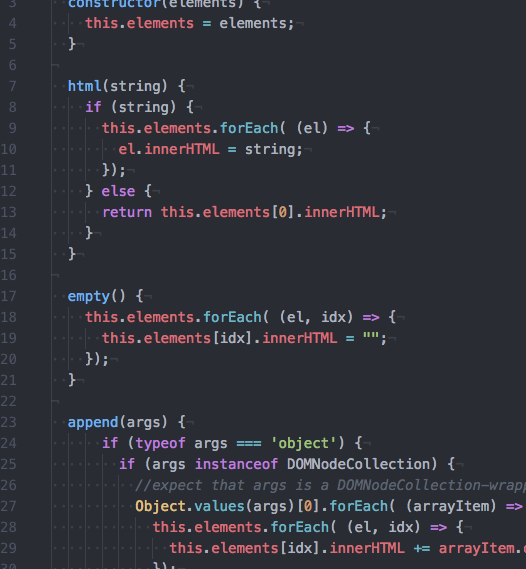 3 constructor(elements) {
4 this.elements = elements;
5 }
6
7 html(string) {
8 if (string) {
9 this.elements.forEach( (el) => {
10 el.innerHTML = string;
11 });
12 } else {
13 return this.elements[0].innerHTML;
14 }
15 }
16
17 empty() {
18 this.elements.forEach( (el, idx) => {
19 this.elements[idx].innerHTML = "";
20 });
21 }
22
23 append(args) {
24 if (typeof args === 'object') {
25 if (args instanceof DOMNodeCollection) {
26 //expect that args is a DOMNodeCollection-wrapp
27 Object.values(args)[0].forEach( (arrayItem) =>
28 this.elements.forEach( (el, idx) => {
29 this.elements[idx].innerHTML += arrayItem.
30 });